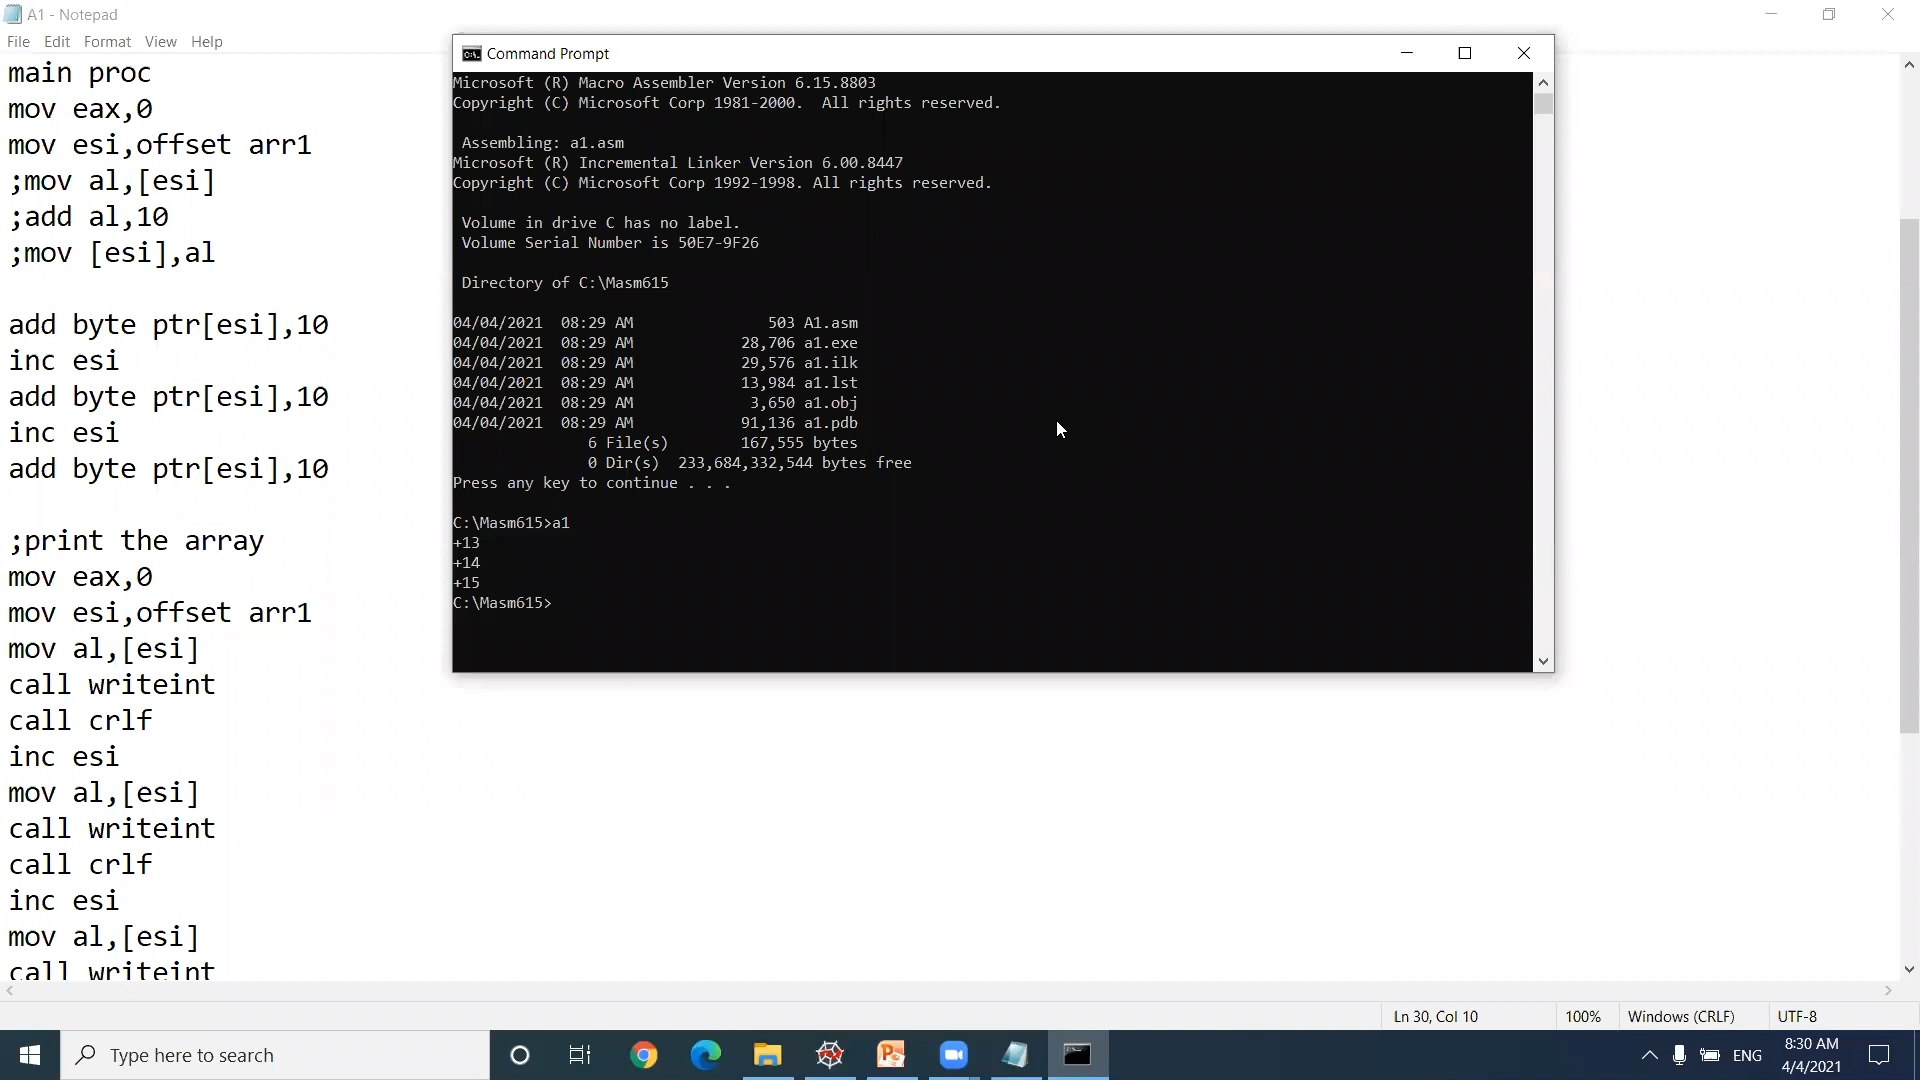 A1 - Notepad
File Edit Format View Help
main proc
mov eax,0
mov esi,offset arr1
;mov al,[esi]
;add al,10
;mov [esi],al
add byte ptr[esi],10
inc esi
add byte ptr[esi],10
inc esi
add byte ptr[esi],10
;print the array
mov eax,0
mov esi,offset arr1
mov al,[esi]
call writeint
call crlf
inc esi
mov al,[esi]
call writeint
call crlf
inc esi
mov al,[esi]
call writeint
Command Prompt
Microsoft (R) Macro Assembler Version 6.15.8803
Copyright (C) Microsoft Corp 1981-2000.  All rights reserved.
Assembling: a1.asm
Microsoft (R) Incremental Linker Version 6.00.8447
Copyright (C) Microsoft Corp 1992-1998. All rights reserved.
Volume in drive C has no label.
Volume Serial Number is 50E7-9F26
Directory of C:\Masm615
04/04/2021  08:29 AM               503 A1.asm
04/04/2021  08:29 AM            28,706 a1.exe
04/04/2021  08:29 AM            29,576 a1.ilk
04/04/2021  08:29 AM            13,984 a1.lst
04/04/2021  08:29 AM             3,650 a1.obj
04/04/2021  08:29 AM            91,136 a1.pdb
6 File(s)        167,555 bytes
0 Dir(s)  233,684,332,544 bytes free
Press any key to continue . . .
C:\Masm615>a1
+13
+14
+15
C:\Masm615>
Ln 30, Col 10 100% Windows (CRLF) UTF-8
Type here to search
ENG
8:30 AM
4/4/2021